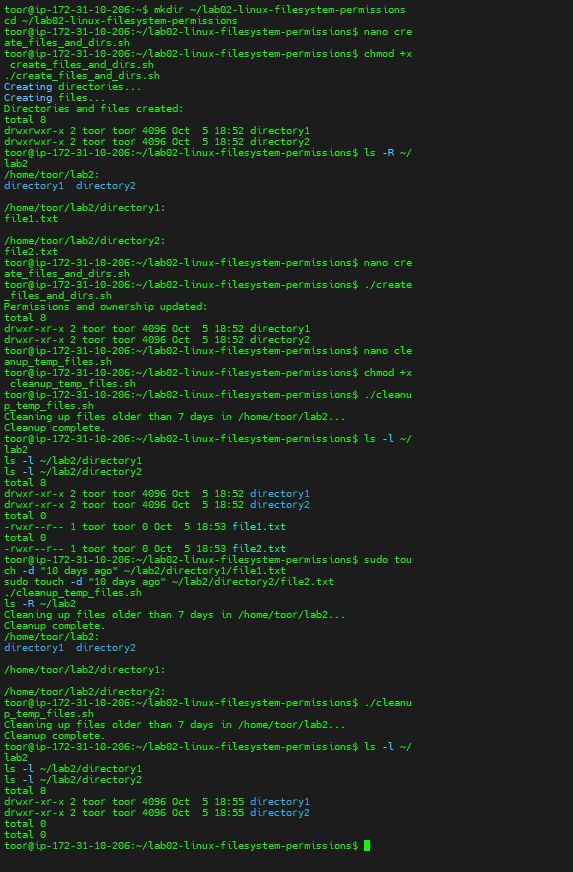 toor@ip-172-31-10-206:~$ mkdir ~/lab02-linux-filesystem-permissions
cd ~/lab02-linux-filesystem-permissions
toor@ip-172-31-10-206:~/lab02-linux-filesystem-permissions$ nano cre
ate_files_and_dirs.sh
toor@ip-172-31-10-206:~/lab02-linux-filesystem-permissions$ chmod +x
 create_files_and_dirs.sh
./create_files_and_dirs.sh
Creating directories...
Creating files...
Directories and files created:
total 8
drwxrwxr-x 2 toor toor 4096 Oct  5 18:52 directory1
drwxrwxr-x 2 toor toor 4096 Oct  5 18:52 directory2
toor@ip-172-31-10-206:~/lab02-linux-filesystem-permissions$ ls -R ~/
lab2
/home/toor/lab2:
directory1  directory2

/home/toor/lab2/directory1:
file1.txt

/home/toor/lab2/directory2:
file2.txt
toor@ip-172-31-10-206:~/lab02-linux-filesystem-permissions$ nano cre
ate_files_and_dirs.sh
toor@ip-172-31-10-206:~/lab02-linux-filesystem-permissions$ ./create
_files_and_dirs.sh
Permissions and ownership updated:
total 8
drwxr-xr-x 2 toor toor 4096 Oct  5 18:52 directory1
drwxr-xr-x 2 toor toor 4096 Oct  5 18:52 directory2
toor@ip-172-31-10-206:~/lab02-linux-filesystem-permissions$ nano cle
anup_temp_files.sh
toor@ip-172-31-10-206:~/lab02-linux-filesystem-permissions$ chmod +x
 cleanup_temp_files.sh
toor@ip-172-31-10-206:~/lab02-linux-filesystem-permissions$ ./cleanu
p_temp_files.sh
Cleaning up files older than 7 days in /home/toor/lab2...
Cleanup complete.
toor@ip-172-31-10-206:~/lab02-linux-filesystem-permissions$ ls -l ~/
lab2
ls -l ~/lab2/directory1
ls -l ~/lab2/directory2
total 8
drwxr-xr-x 2 toor toor 4096 Oct  5 18:52 directory1
drwxr-xr-x 2 toor toor 4096 Oct  5 18:52 directory2
total 0
-rwxr--r-- 1 toor toor 0 Oct  5 18:53 file1.txt
total 0
-rwxr--r-- 1 toor toor 0 Oct  5 18:53 file2.txt
toor@ip-172-31-10-206:~/lab02-linux-filesystem-permissions$ sudo tou
ch -d "10 days ago" ~/lab2/directory1/file1.txt
sudo touch -d "10 days ago" ~/lab2/directory2/file2.txt
./cleanup_temp_files.sh
ls -R ~/lab2
Cleaning up files older than 7 days in /home/toor/lab2...
Cleanup complete.
/home/toor/lab2:
directory1  directory2

/home/toor/lab2/directory1:

/home/toor/lab2/directory2:
toor@ip-172-31-10-206:~/lab02-linux-filesystem-permissions$ ./cleanu
p_temp_files.sh
Cleaning up files older than 7 days in /home/toor/lab2...
Cleanup complete.
toor@ip-172-31-10-206:~/lab02-linux-filesystem-permissions$ ls -l ~/
lab2
ls -l ~/lab2/directory1
ls -l ~/lab2/directory2
total 8
drwxr-xr-x 2 toor toor 4096 Oct  5 18:55 directory1
drwxr-xr-x 2 toor toor 4096 Oct  5 18:55 directory2
total 0
total 0
toor@ip-172-31-10-206:~/lab02-linux-filesystem-permissions$